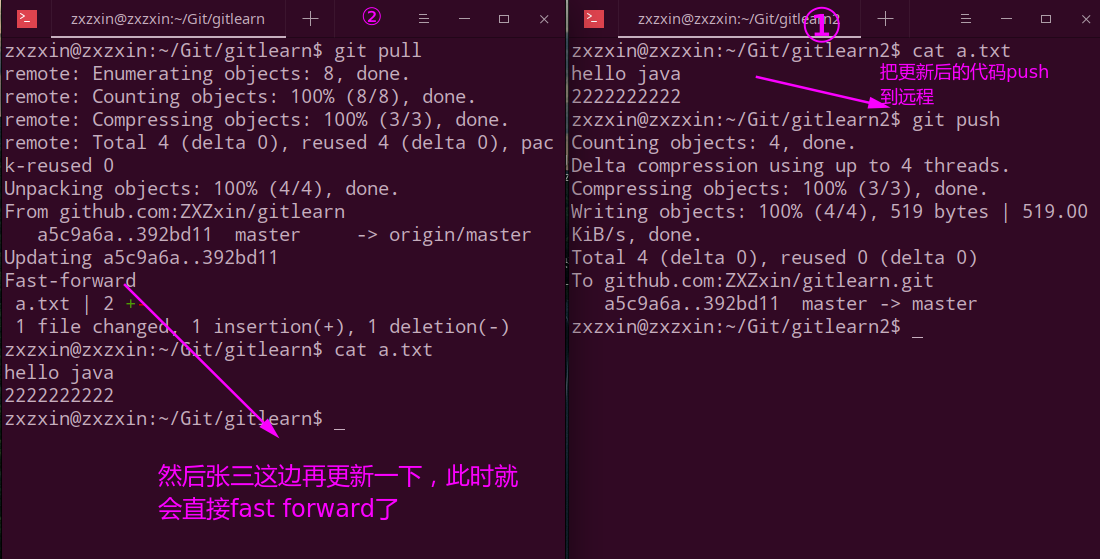 zxzxin@zxzxin:~/Git/gitlearn
②
zxzxin@zxzxin:~/Git/gitlearn$ git pull
remote: Enumerating objects: 8, done.
remote: Counting objects: 100% (8/8), done.
remote: Compressing objects: 100% (3/3), done.
remote: Total 4 (delta 0), reused 4 (delta 0), pac
k-reused 0
Unpacking objects: 100% (4/4), done.
From github.com:ZXZxin/gitlearn
   a5c9a6a..392bd11  master     -> origin/master
Updating a5c9a6a..392bd11
Fast-forward
 a.txt | 2 +-
 1 file changed, 1 insertion(+), 1 deletion(-)
zxzxin@zxzxin:~/Git/gitlearn$ cat a.txt
hello java
2222222222
zxzxin@zxzxin:~/Git/gitlearn$ _
然后张三这边再更新一下，此时就
会直接fast forward了
zxzxin@zxzxin:~/Git/gitlearn2
①
zxzxin@zxzxin:~/Git/gitlearn2$ cat a.txt
hello java
2222222222
把更新后的代码push
到远程
zxzxin@zxzxin:~/Git/gitlearn2$ git push
Counting objects: 4, done.
Delta compression using up to 4 threads.
Compressing objects: 100% (3/3), done.
Writing objects: 100% (4/4), 519 bytes | 519.00
KiB/s, done.
Total 4 (delta 0), reused 0 (delta 0)
To github.com:ZXZxin/gitlearn.git
   a5c9a6a..392bd11  master -> master
zxzxin@zxzxin:~/Git/gitlearn2$ _